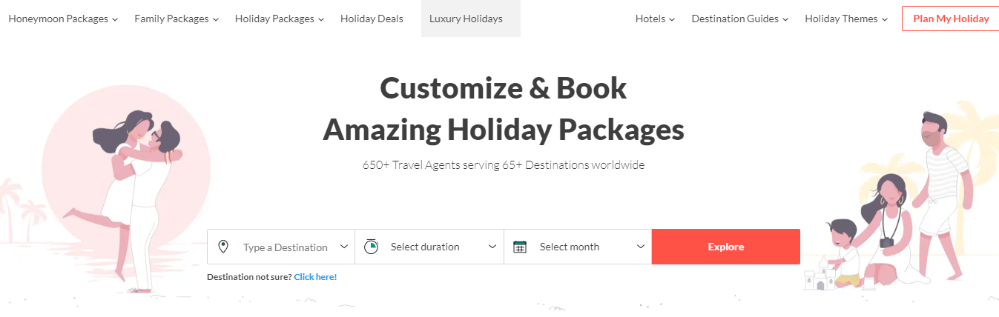 Honeymoon Packages Family Packages Holiday Packages Holiday Deals Luxury Holidays Hotels Destination Guides Holiday Themes Plan My Holiday
Customize & Book
Amazing Holiday Packages
650+ Travel Agents serving 65+ Destinations worldwide
Type a Destination Select duration Select month Explore
Destination not sure? Click here!